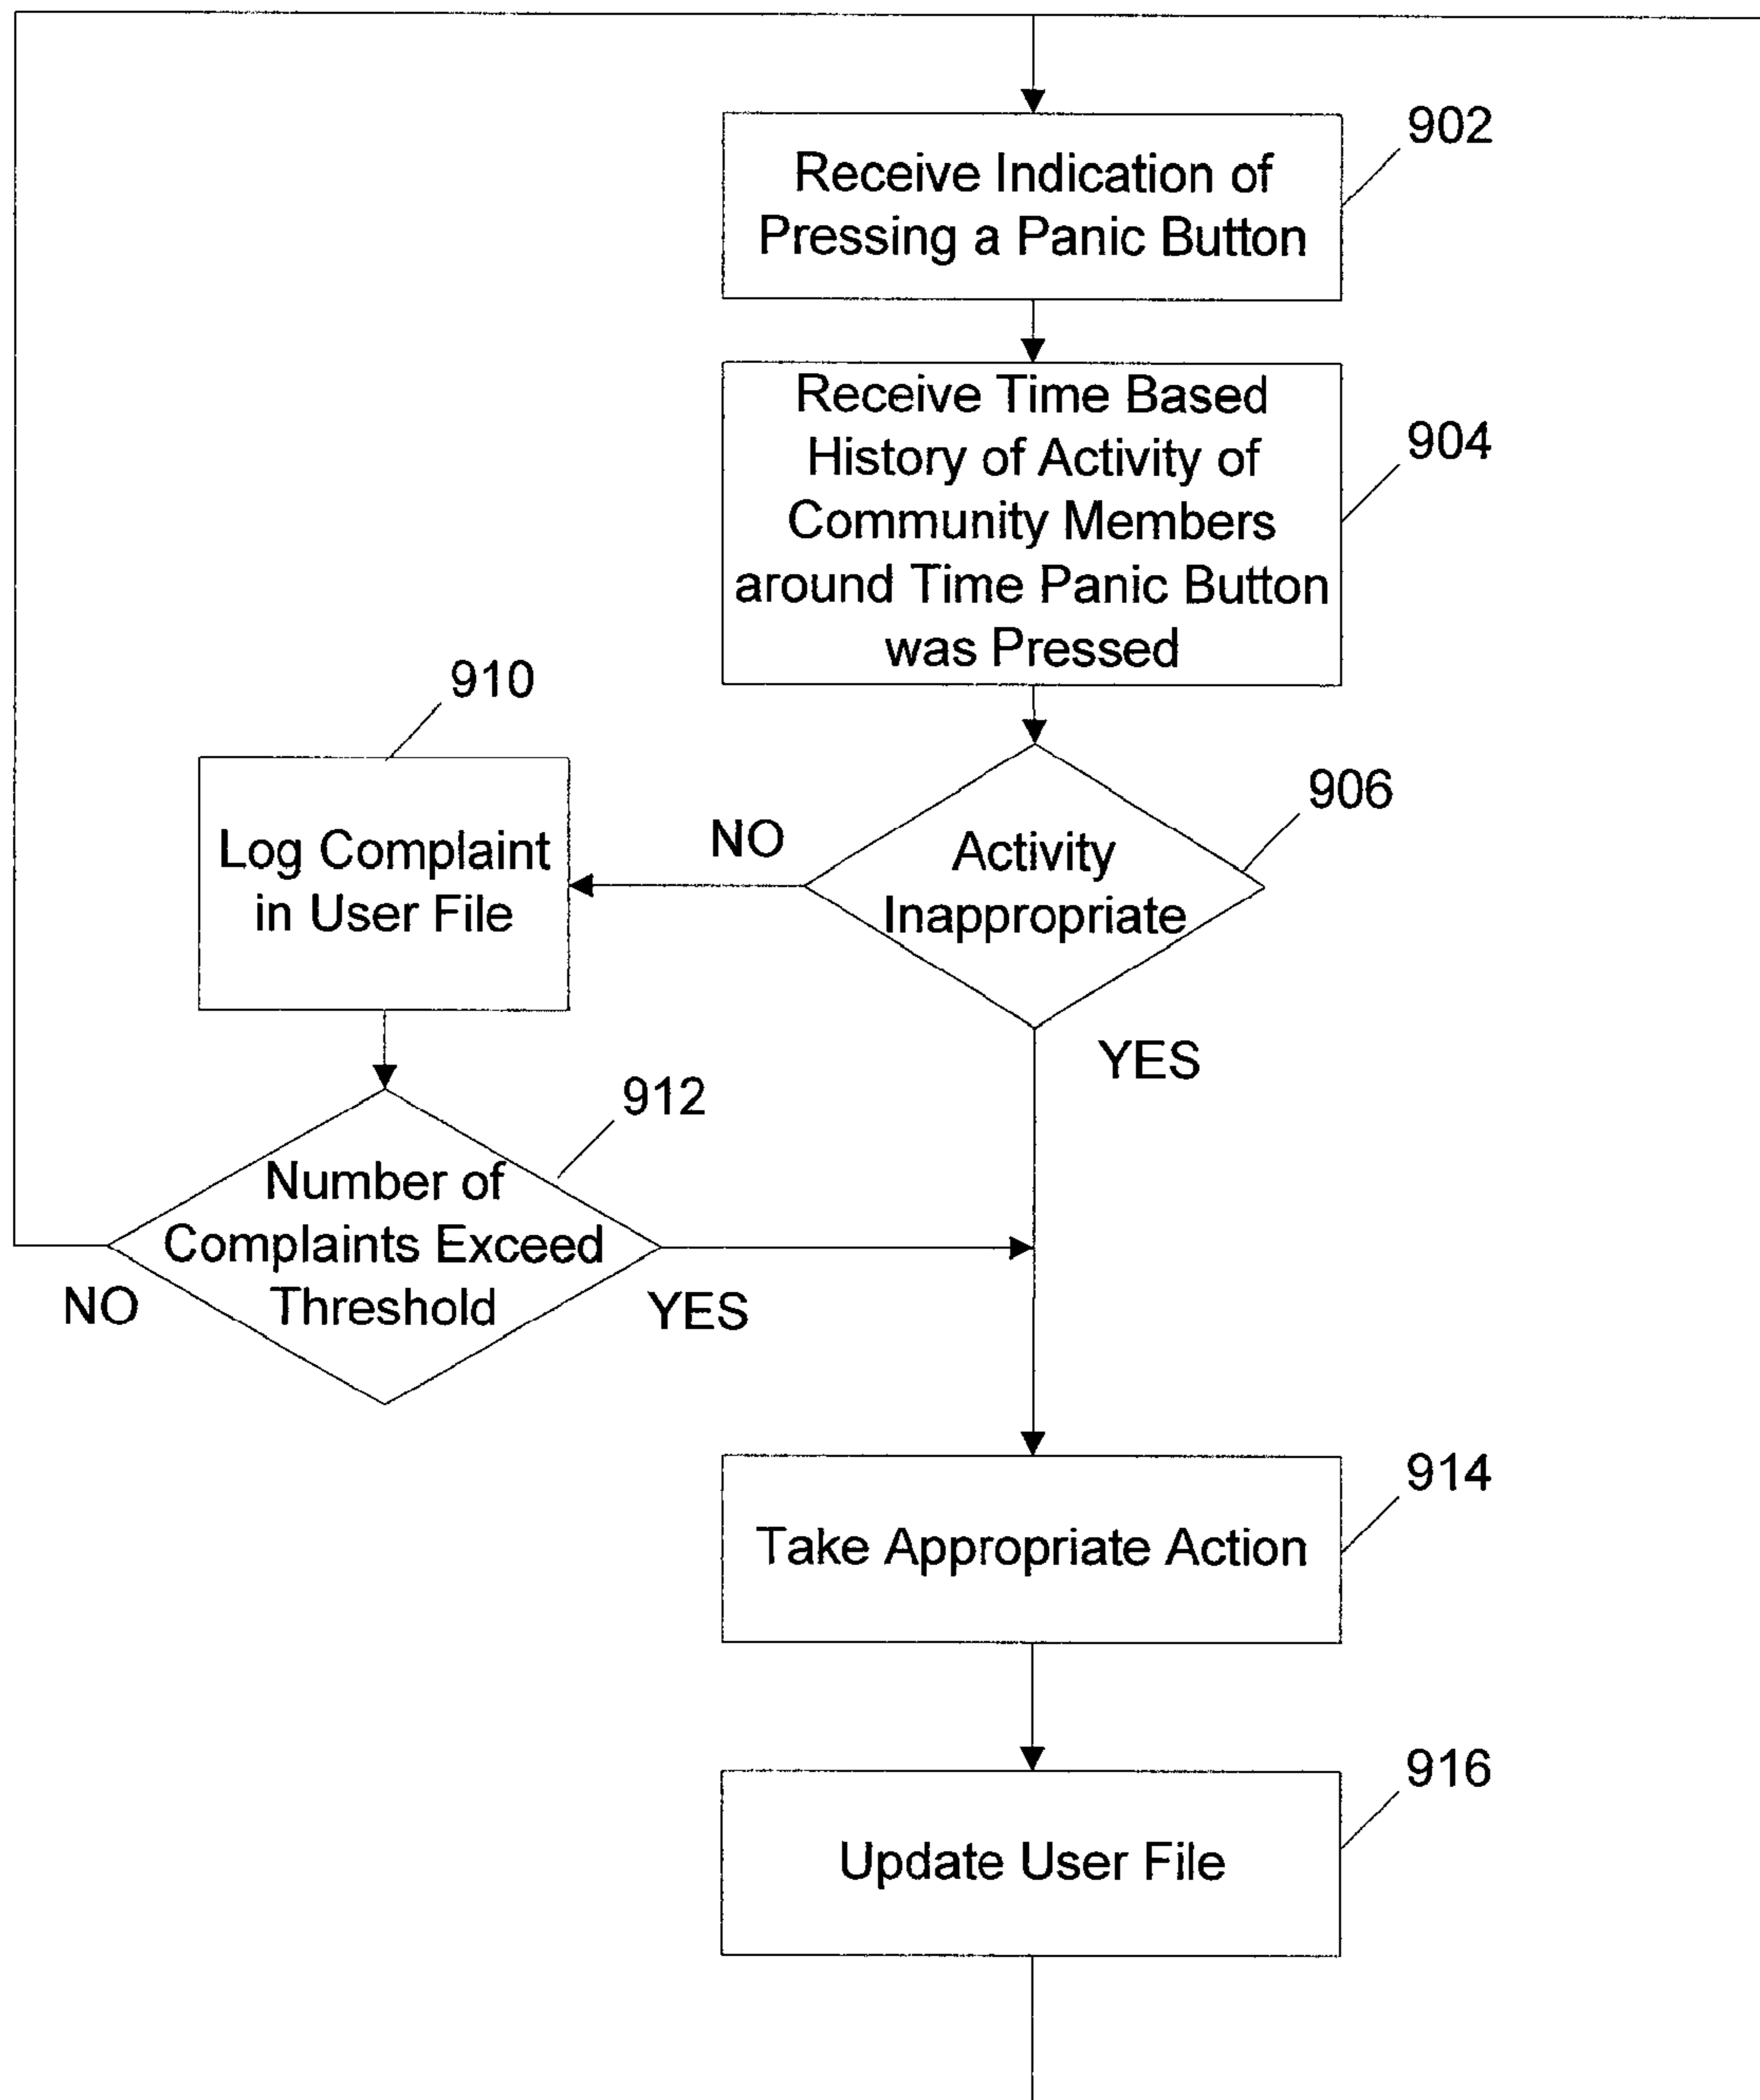 902
Receive Indication of
Pressing a Panic Button
904
Receive Time Based
History of Activity of
Community Members
around Time Panic Button
was Pressed
906
Activity
Inappropriate
NO
YES
910
Log Complaint
in User File
912
Number of
Complaints Exceed
Threshold
NO
YES
914
Take Appropriate Action
916
Update User File